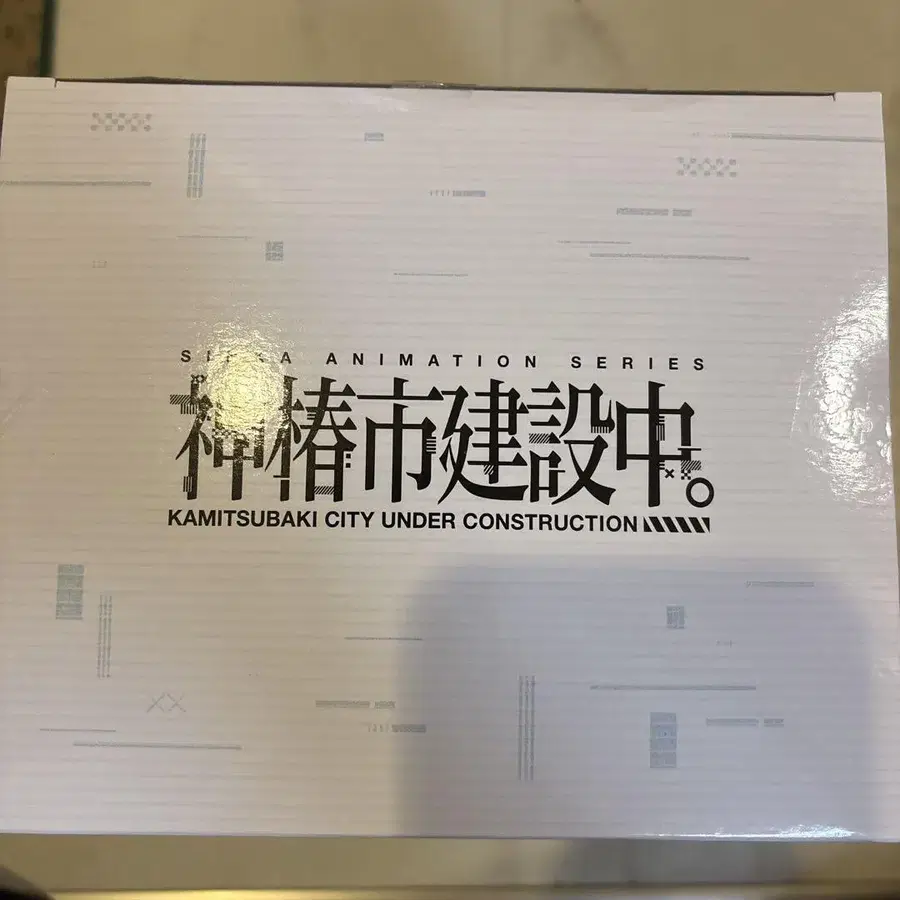 ANIMATION SERIES
神椿市建設中。
KAMITSUBAKI CITY UNDER CONSTRUCTION